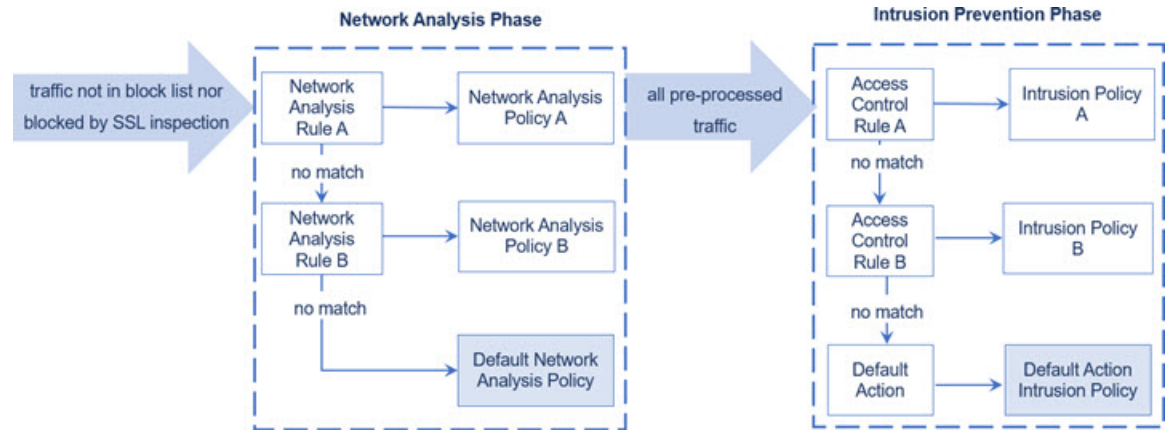 Network Analysis Phase
Intrusion Prevention Phase
traffic not in block list nor
blocked by SSL inspection
Network
Analysis
Rule A
Network Analysis
Policy A
no match
Network
Analysis
Rule B
Network Analysis
Policy B
no match
Default Network
Analysis Policy
all pre-processed
traffic
Access
Control
Rule A
Intrusion Policy
A
no match
Access
Control
Rule B
Intrusion Policy
B
no match
Default
Action
Default Action
Intrusion Policy